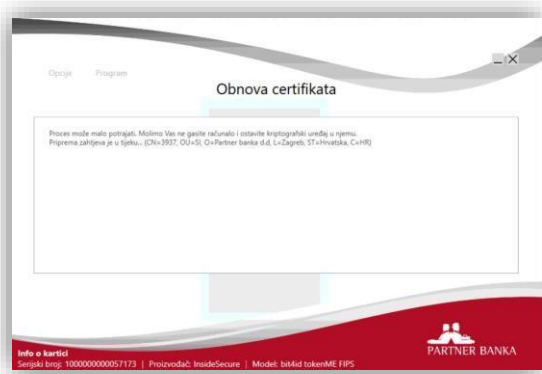 Opcije Program
Obnova certifikata
Proces može malo potrajati. Molimo Vas ne gasite računalo i ostavite kriptografski uređaj u njemu.
Priprema zahtjeva je u tijeku... (CN=3937, OU=SI, O=Partner banka d.d, L=Zagreb, ST=Hrvatska, C=HR)
PARTNER BANKA
Info o kartici
Serijski broj: 1000000000057173 | Proizvođač: InsideSecure | Model: bit4id tokenME FIPS